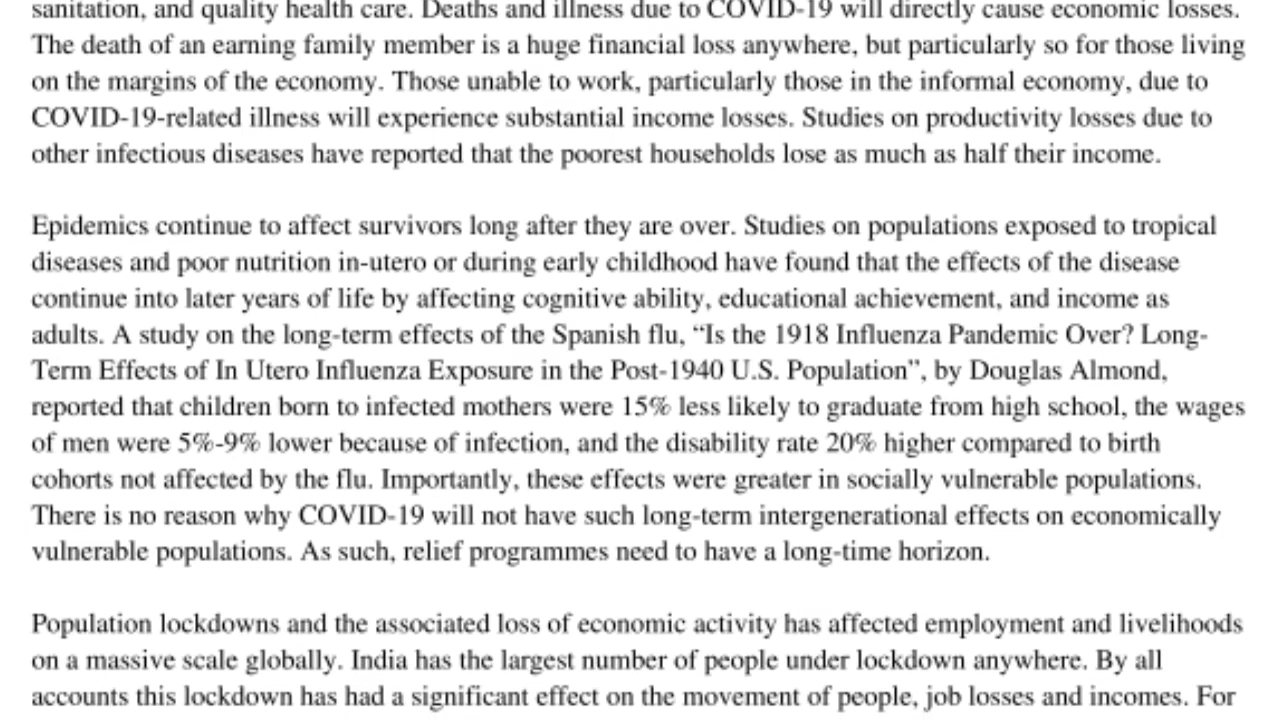 sanitation, and quality health care. Deaths and illness due to COVID-19 will directly cause economic losses.
The death of an earning family member is a huge financial loss anywhere, but particularly so for those living
on the margins of the economy. Those unable to work, particularly those in the informal economy, due to
COVID-19-related illness will experience substantial income losses. Studies on productivity losses due to
other infectious diseases have reported that the poorest households lose as much as half their income.

Epidemics continue to affect survivors long after they are over. Studies on populations exposed to tropical
diseases and poor nutrition in-utero or during early childhood have found that the effects of the disease
continue into later years of life by affecting cognitive ability, educational achievement, and income as
adults. A study on the long-term effects of the Spanish flu, “Is the 1918 Influenza Pandemic Over? Long-
Term Effects of In Utero Influenza Exposure in the Post-1940 U.S. Population”, by Douglas Almond,
reported that children born to infected mothers were 15% less likely to graduate from high school, the wages
of men were 5%-9% lower because of infection, and the disability rate 20% higher compared to birth
cohorts not affected by the flu. Importantly, these effects were greater in socially vulnerable populations.
There is no reason why COVID-19 will not have such long-term intergenerational effects on economically
vulnerable populations. As such, relief programmes need to have a long-time horizon.

Population lockdowns and the associated loss of economic activity has affected employment and livelihoods
on a massive scale globally. India has the largest number of people under lockdown anywhere. By all
accounts this lockdown has had a significant effect on the movement of people, job losses and incomes. For